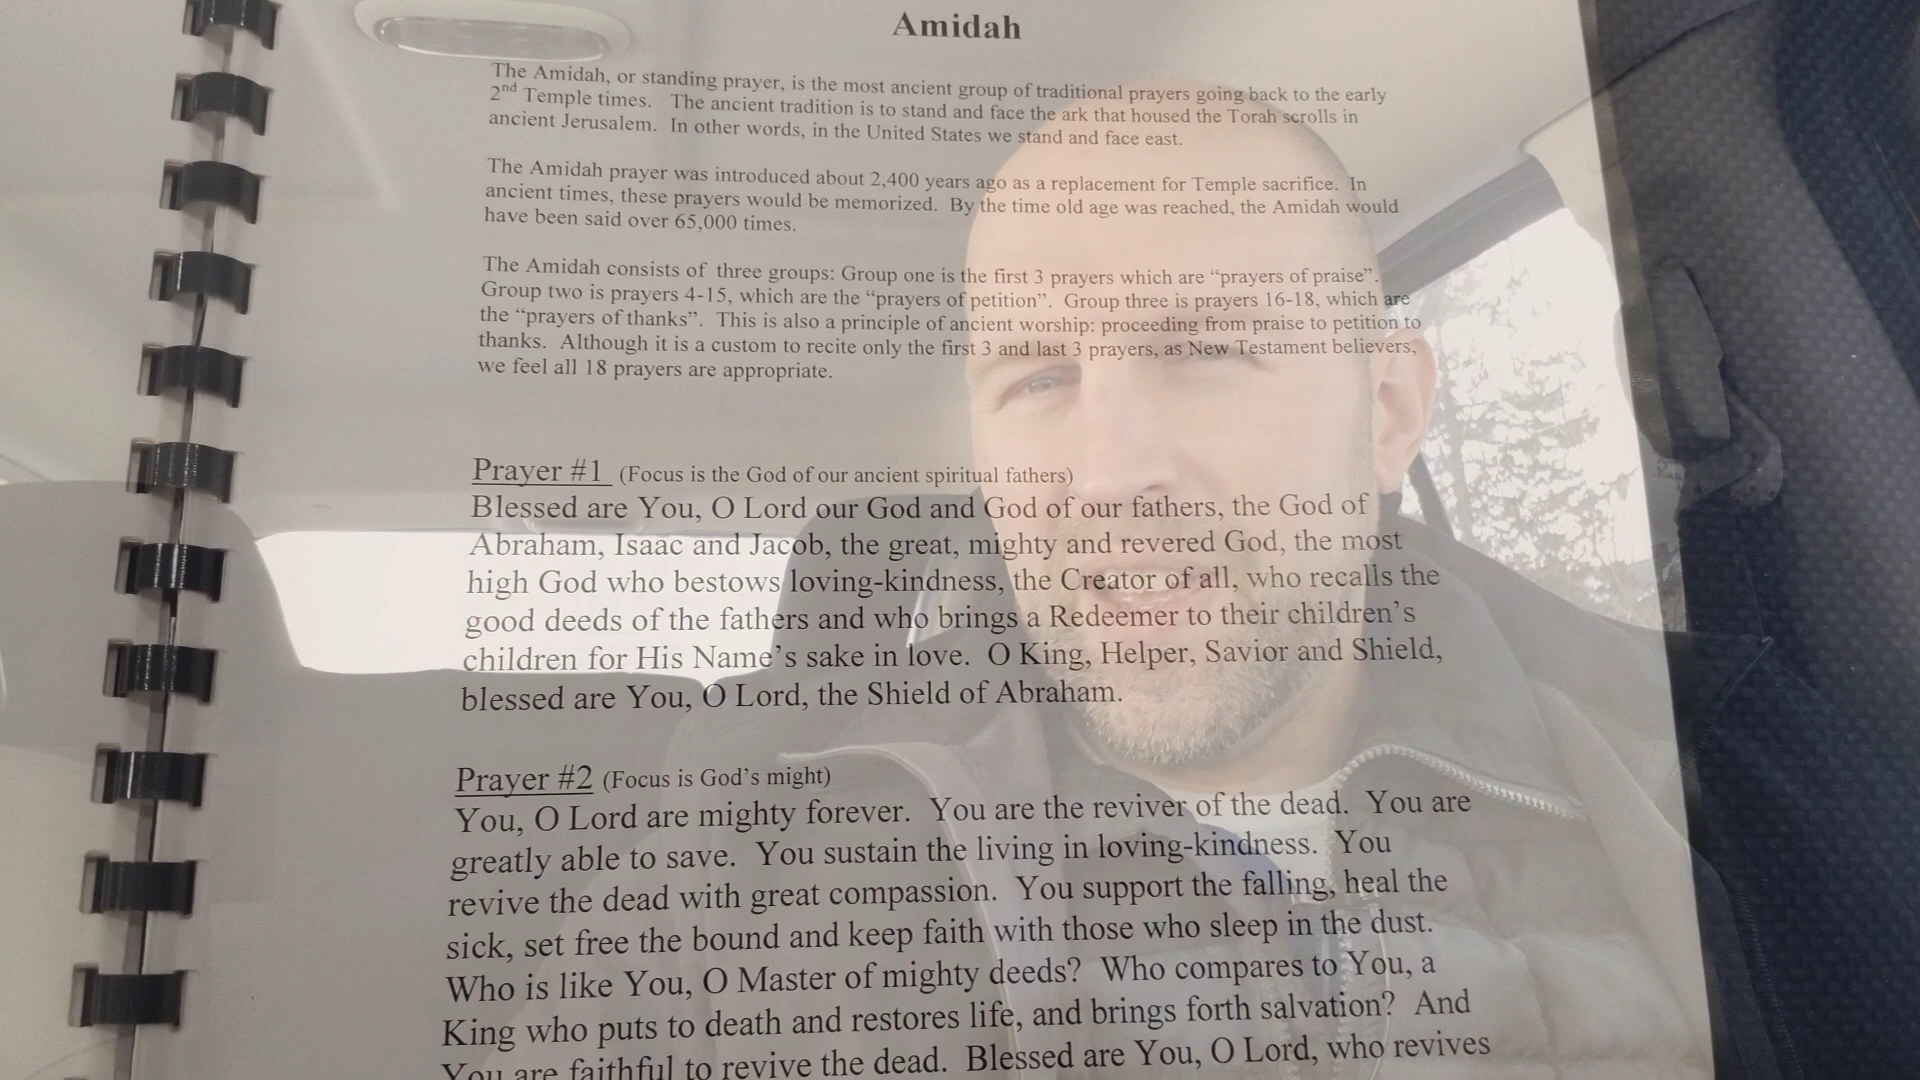 Amidah
The Amidah, or standing prayer, is the most ancient group of traditional prayers going back to the early
2nd Temple times. The ancient tradition is to stand and face the ark that housed the Torah scrolls in
ancient Jerusalem. In other words, in the United States we stand and face east.
The Amidah prayer was introduced about 2,400 years ago as a replacement for Temple sacrifice. In
ancient times, these prayers would be memorized. By the time old age was reached, the Amidah would
have been said over 65,000 times.
The Amidah consists of three groups: Group one is the first 3 prayers which are “prayers of praise”.
Group two is prayers 4-15, which are the “prayers of petition”. Group three is prayers 16-18, which are
the “prayers of thanks”. This is also a principle of ancient worship: proceeding from praise to petition to
thanks. Although it is a custom to recite only the first 3 and last 3 prayers, as New Testament believers,
we feel all 18 prayers are appropriate.
Prayer #1 (Focus is the God of our ancient spiritual fathers)
Blessed are You, O Lord our God and God of our fathers, the God of
Abraham, Isaac and Jacob, the great, mighty and revered God, the most
high God who bestows loving-kindness, the Creator of all, who recalls the
good deeds of the fathers and who brings a Redeemer to their children’s
children for His Name’s sake in love. O King, Helper, Savior and Shield,
blessed are You, O Lord, the Shield of Abraham.
Prayer #2 (Focus is God’s might)
You, O Lord are mighty forever. You are the reviver of the dead. You are
greatly able to save. You sustain the living in loving-kindness. You
revive the dead with great compassion. You support the falling, heal the
sick, set free the bound and keep faith with those who sleep in the dust.
Who is like You, O Master of mighty deeds? Who compares to You, a
King who puts to death and restores life, and brings forth salvation? And
You are faithful to revive the dead. Blessed are You, O Lord, who revives